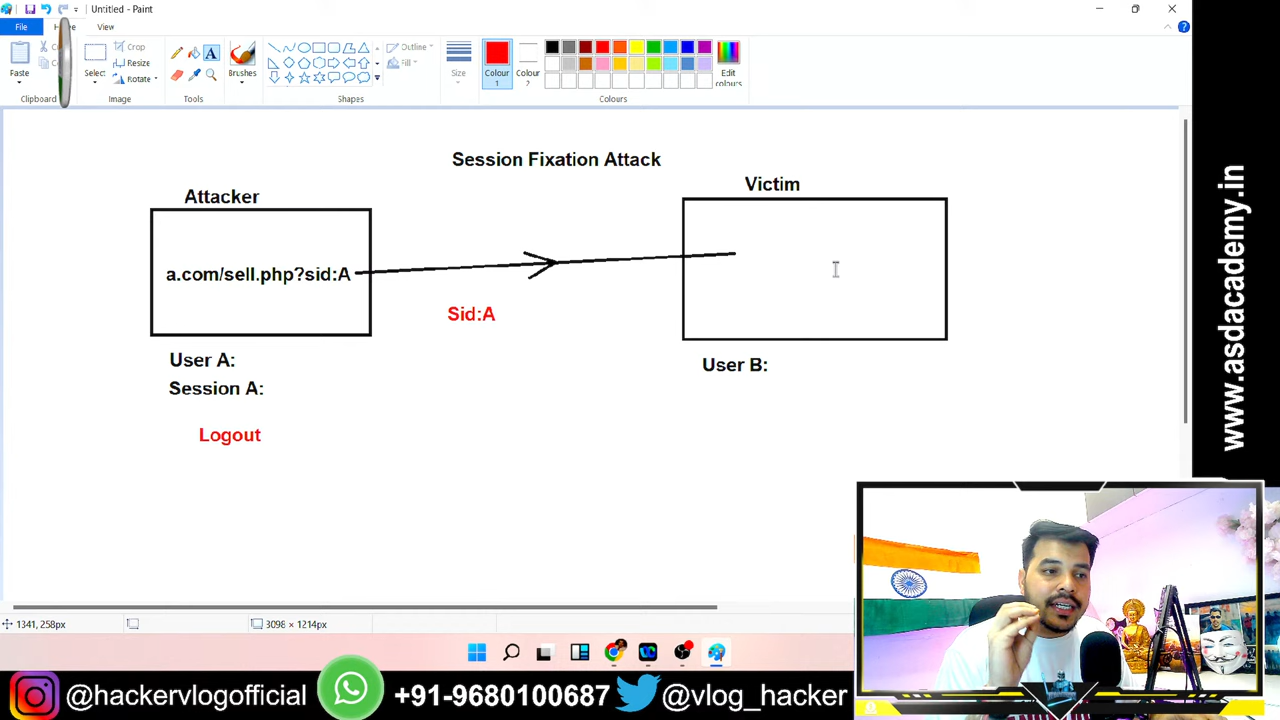 Untitled - Paint
File
View
Paste
Select
Crop
Resize
Rotate
Brushes
Outline
Fill
Size
Colour
1
Colour
2
Edit
colours
Clipboard
Image
Tools
Shapes
Colours
Session Fixation Attack
Attacker
Victim
a.com/sell.php?sid:A
Sid:A
User A:
Session A:
Logout
User B:
www.asdacademy.in
1341, 258px
3098 × 1214px
@hackervlogofficial
+91-9680100687
@vlog_hacker